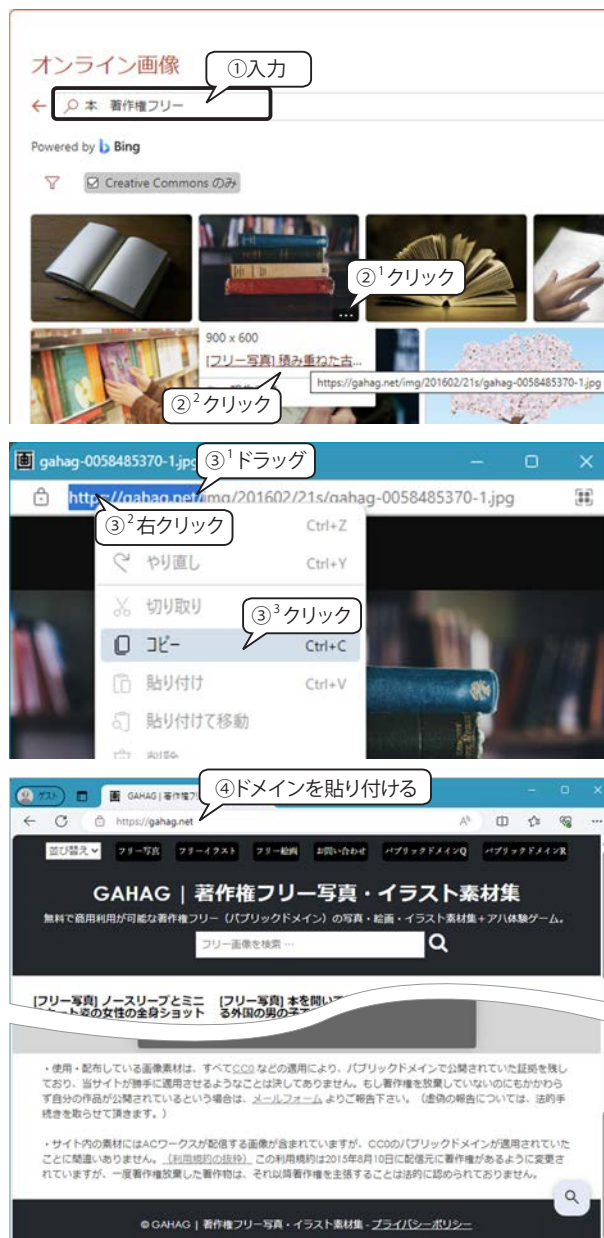 オンライン画像
①入力
本 著作権フリー
Powered by Bing
Creative Commons のみ
②¹クリック
900 x 600
[フリー写真] 積み重ねた古...
https://gahag.net/img/201602/21s/gahag-0058485370-1.jpg
②²クリック
gahag-0058485370-1.jp
③¹ドラッグ
https://gahag.net/img/201602/21s/gahag-0058485370-1.jpg
③²右クリック
Ctrl+Z
やり直し Ctrl+Y
切り取り
③³クリック
コピー Ctrl+C
貼り付け Ctrl+V
貼り付けて移動
削除
④ドメインを貼り付ける
ゲスト
GAHAG | 著作権フ
https://gahag.net
並び替え フリー写真 フリーイラスト フリー絵画 お問い合わせ パブリックドメインQ パブリックドメインR
GAHAG | 著作権フリー写真・イラスト素材集
無料で商用利用が可能な著作権フリー（パブリックドメイン）の写真・絵画・イラスト素材集+アハ体験ゲーム。
フリー画像を検索 …
[フリー写真] ノースリーブとミニ [フリー写真] 本を開いて
ート姿の女性の全身ショット る外国の男の子
・使用・配布している画像素材は、すべてCC0 などの適用により、パブリックドメインで公開されていた証拠を残し
ており、当サイトが勝手に適用させるようなことは決してありません。もし著作権を放棄していないのにもかかわら
ず自分の作品が公開されているという場合は、メールフォーム よりご報告下さい。（虚偽の報告については、法的手
続きを取らせて頂きます。）
・サイト内の素材にはACワークスが配信する画像が含まれていますが、CC0のパブリックドメインが適用されていた
ことに間違いありません。（利用規約の抜粋） この利用規約は2015年8月10日に配信元に著作権があるように変更さ
れていますが、一度著作権放棄した著作物は、それ以降著作権を主張することは法的に認められておりません。
© GAHAG | 著作権フリー写真・イラスト素材集 - プライバシーポリシー